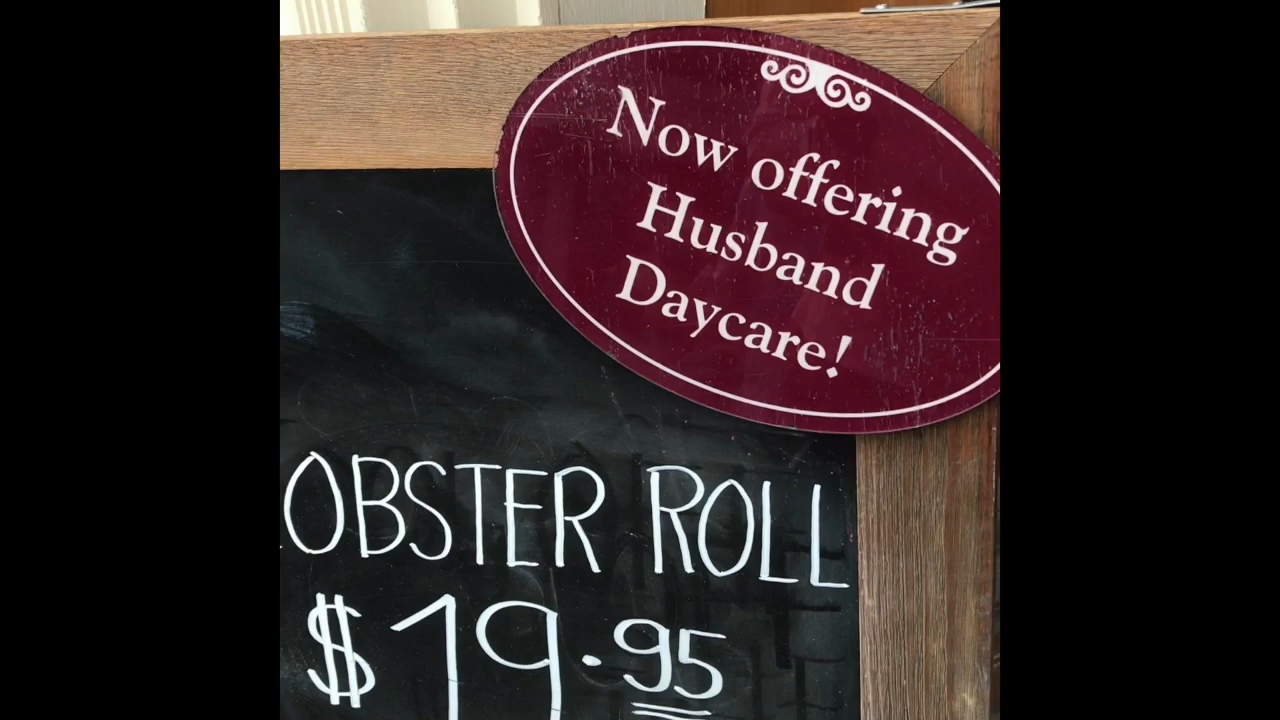 Now offering
Husband
Daycare!
OBSTER ROLL
$19.95